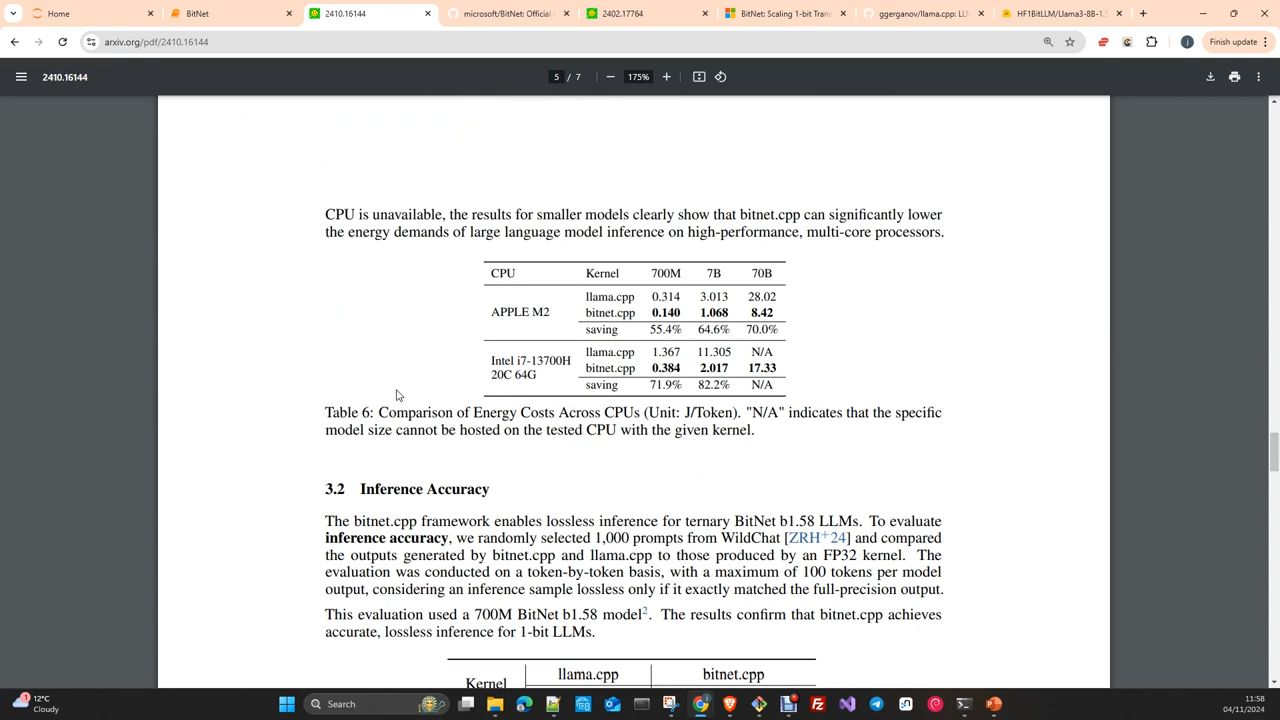 Home
BitNet
2410.16144
microsoft/BitNet: Official
2402.17764
BitNet: Scaling 1-bit Trans
ggerganov/llama.cpp: LLM
HF1BitLLM/Llama3-8B-1.5
arxiv.org/pdf/2410.16144
Finish update
2410.16144
5 / 7
175%
CPU is unavailable, the results for smaller models clearly show that bitnet.cpp can significantly lower
the energy demands of large language model inference on high-performance, multi-core processors.
CPU Kernel 700M 7B 70B
APPLE M2
llama.cpp 0.314 3.013 28.02
bitnet.cpp 0.140 1.068 8.42
saving 55.4% 64.6% 70.0%
Intel i7-13700H
20C 64G
llama.cpp 1.367 11.305 N/A
bitnet.cpp 0.384 2.017 17.33
saving 71.9% 82.2% N/A
Table 6: Comparison of Energy Costs Across CPUs (Unit: J/Token). "N/A" indicates that the specific
model size cannot be hosted on the tested CPU with the given kernel.
3.2 Inference Accuracy
The bitnet.cpp framework enables lossless inference for ternary BitNet b1.58 LLMs. To evaluate
inference accuracy, we randomly selected 1,000 prompts from WildChat [ZRH+24] and compared
the outputs generated by bitnet.cpp and llama.cpp to those produced by an FP32 kernel. The
evaluation was conducted on a token-by-token basis, with a maximum of 100 tokens per model
output, considering an inference sample lossless only if it exactly matched the full-precision output.
This evaluation used a 700M BitNet b1.58 model2. The results confirm that bitnet.cpp achieves
accurate, lossless inference for 1-bit LLMs.
Kernel llama.cpp bitnet.cpp
12°C
Cloudy
Search
11:58
04/11/2024